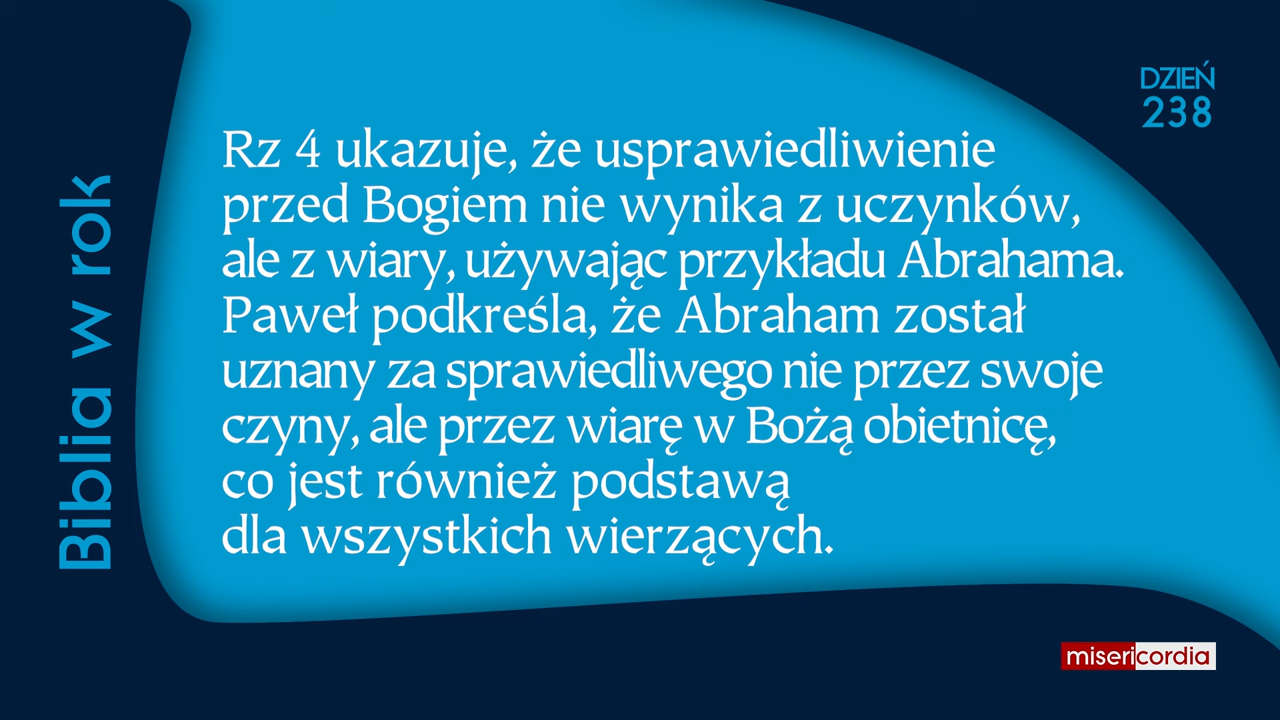 Biblia w rok
DZIEŃ
238
Rz 4 ukazuje, że usprawiedliwienie
przed Bogiem nie wynika z uczynków,
ale z wiary, używając przykładu Abrahama.
Paweł podkreśla, że Abraham został
uznany za sprawiedliwego nie przez swoje
czyny, ale przez wiarę w Bożą obietnicę,
co jest również podstawą
dla wszystkich wierzących.
misericordia